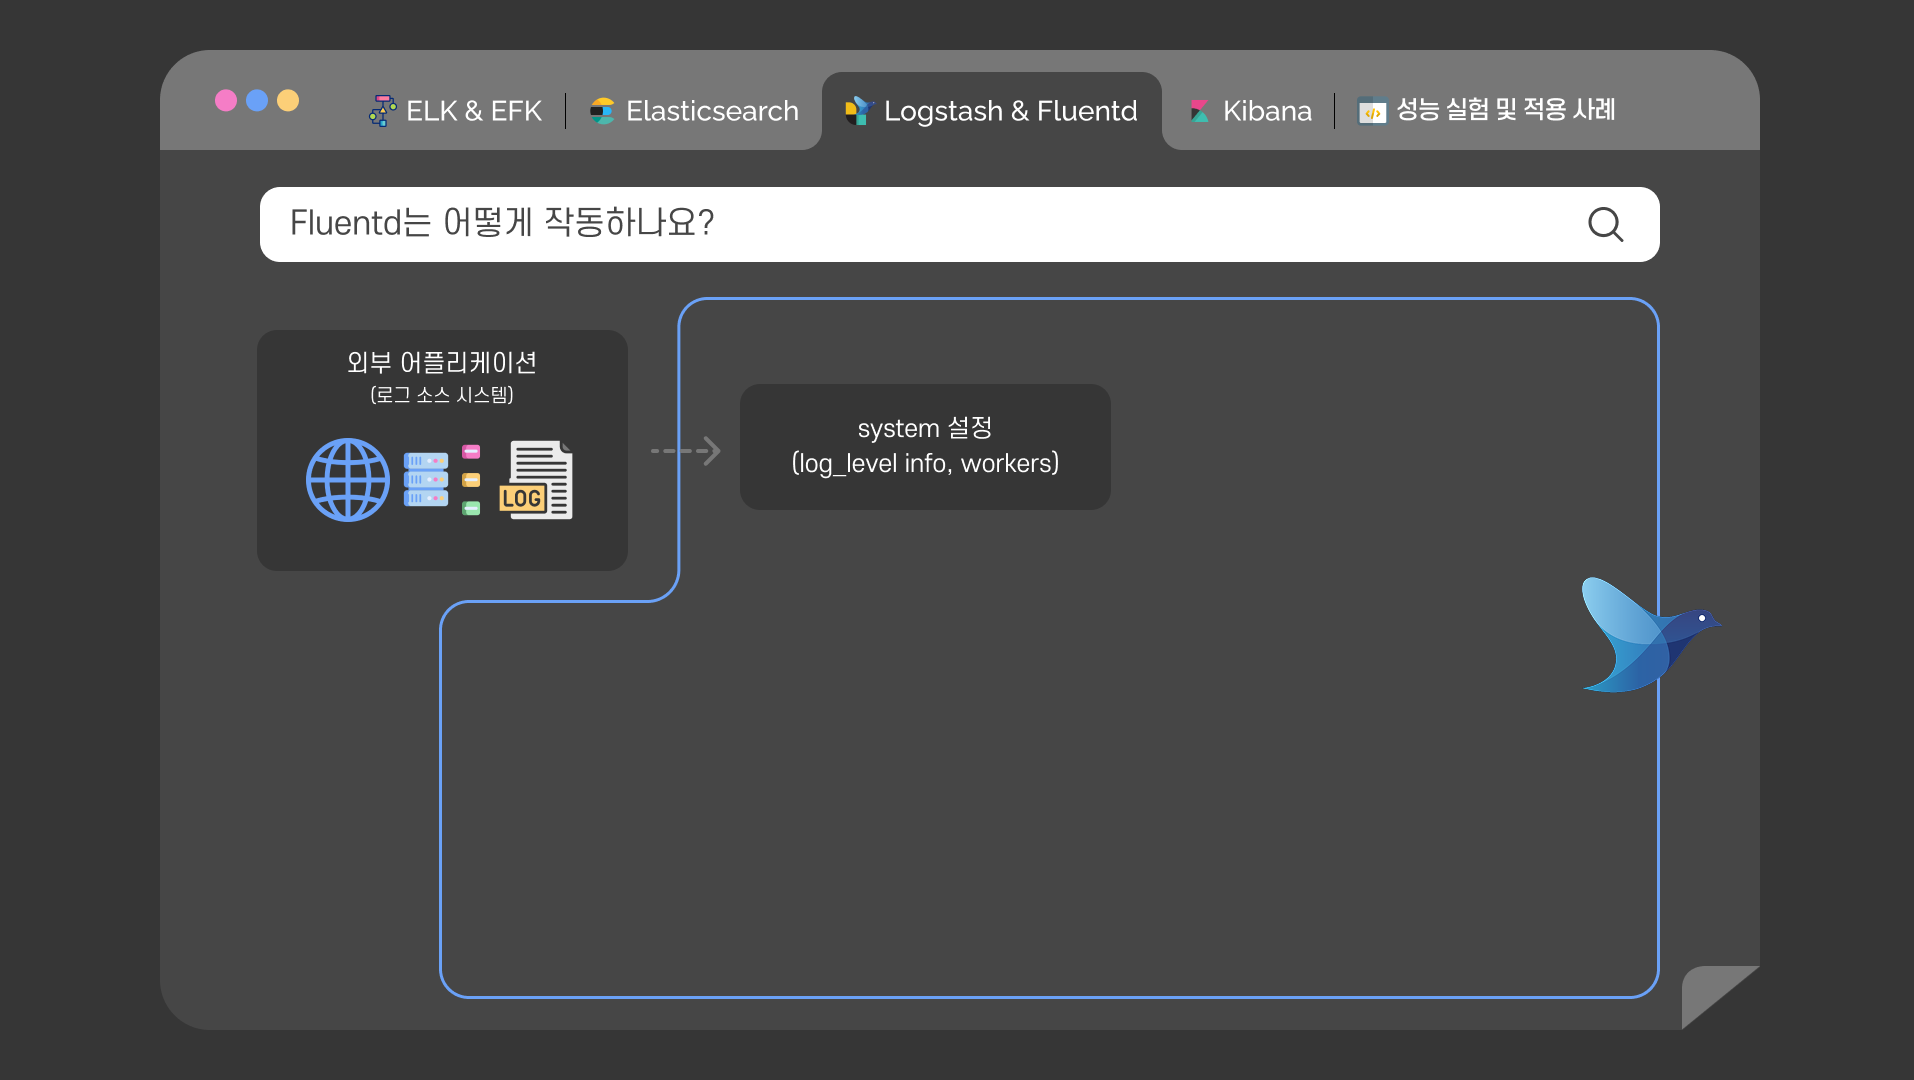 ELK & EFK
Elasticsearch
Logstash & Fluentd
Kibana
성능 실험 및 적용 사례
Fluentd는 어떻게 작동하나요?
외부 어플리케이션
(로그 소스 시스템)
LOG
system 설정
(log_level info, workers)